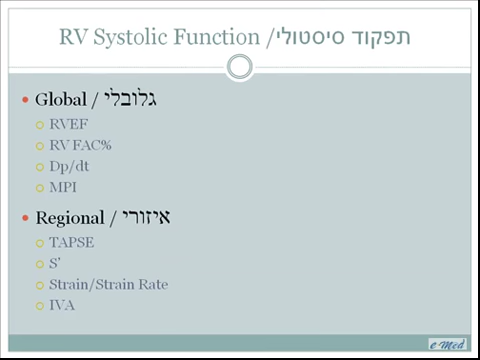 RV Systolic Function / תפקוד סיסטולי
Global / גלובלי
RVEF
RV FAC%
Dp/dt
MPI
Regional / איזורי
TAPSE
S'
Strain/Strain Rate
IVA
e-Med